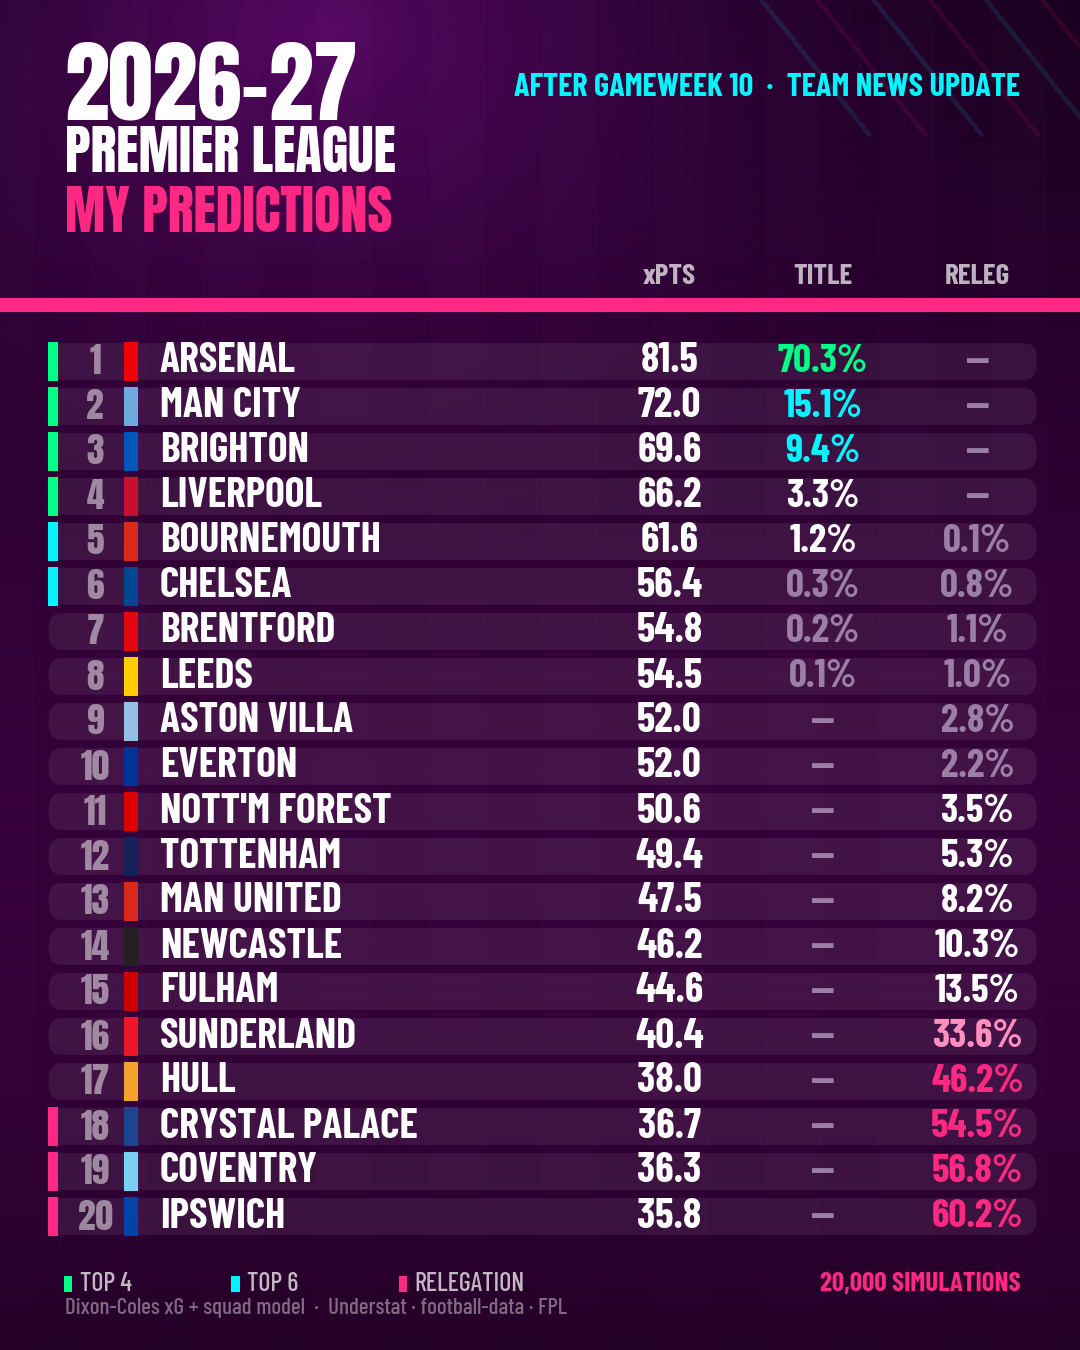 2026-27
AFTER GAMEWEEK 10 · TEAM NEWS UPDATE
PREMIER LEAGUE
MY PREDICTIONS
xPTS TITLE RELEG
1 ARSENAL 81.5 70.3% –
2 MAN CITY 72.0 15.1% –
3 BRIGHTON 69.6 9.4% –
4 LIVERPOOL 66.2 3.3% –
5 BOURNEMOUTH 61.6 1.2% 0.1%
6 CHELSEA 56.4 0.3% 0.8%
7 BRENTFORD 54.8 0.2% 1.1%
8 LEEDS 54.5 0.1% 1.0%
9 ASTON VILLA 52.0 – 2.8%
10 EVERTON 52.0 – 2.2%
11 NOTT'M FOREST 50.6 – 3.5%
12 TOTTENHAM 49.4 – 5.3%
13 MAN UNITED 47.5 – 8.2%
14 NEWCASTLE 46.2 – 10.3%
15 FULHAM 44.6 – 13.5%
16 SUNDERLAND 40.4 – 33.6%
17 HULL 38.0 – 46.2%
18 CRYSTAL PALACE 36.7 – 54.5%
19 COVENTRY 36.3 – 56.8%
20 IPSWICH 35.8 – 60.2%
TOP 4 TOP 6 RELEGATION 20,000 SIMULATIONS
Dixon-Coles xG + squad model · Understat · football-data · FPL